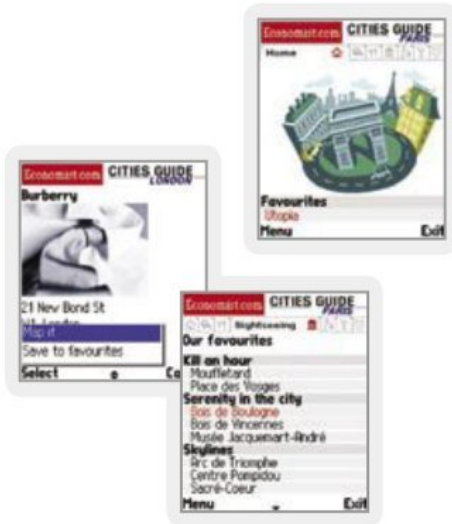 Economist.com CITIES GUIDE
PARIS
Home
Favourites
Utopia
Menu Exit
Economist.com CITIES GUIDE
LONDON
Burberry
21 New Bond St
London
Map it
Save to favourites
Select
Economist.com CITIES GUIDE
PARIS
Sightseeing
Our favourites
Kill an hour
Mouffetard
Place des Vosges
Serenity in the city
Bois de Boulogne
Bois de Vincennes
Musée Jacquemart-André
Skylines
Arc de Triomphe
Centre Pompidou
Sacré-Coeur
Menu Exit